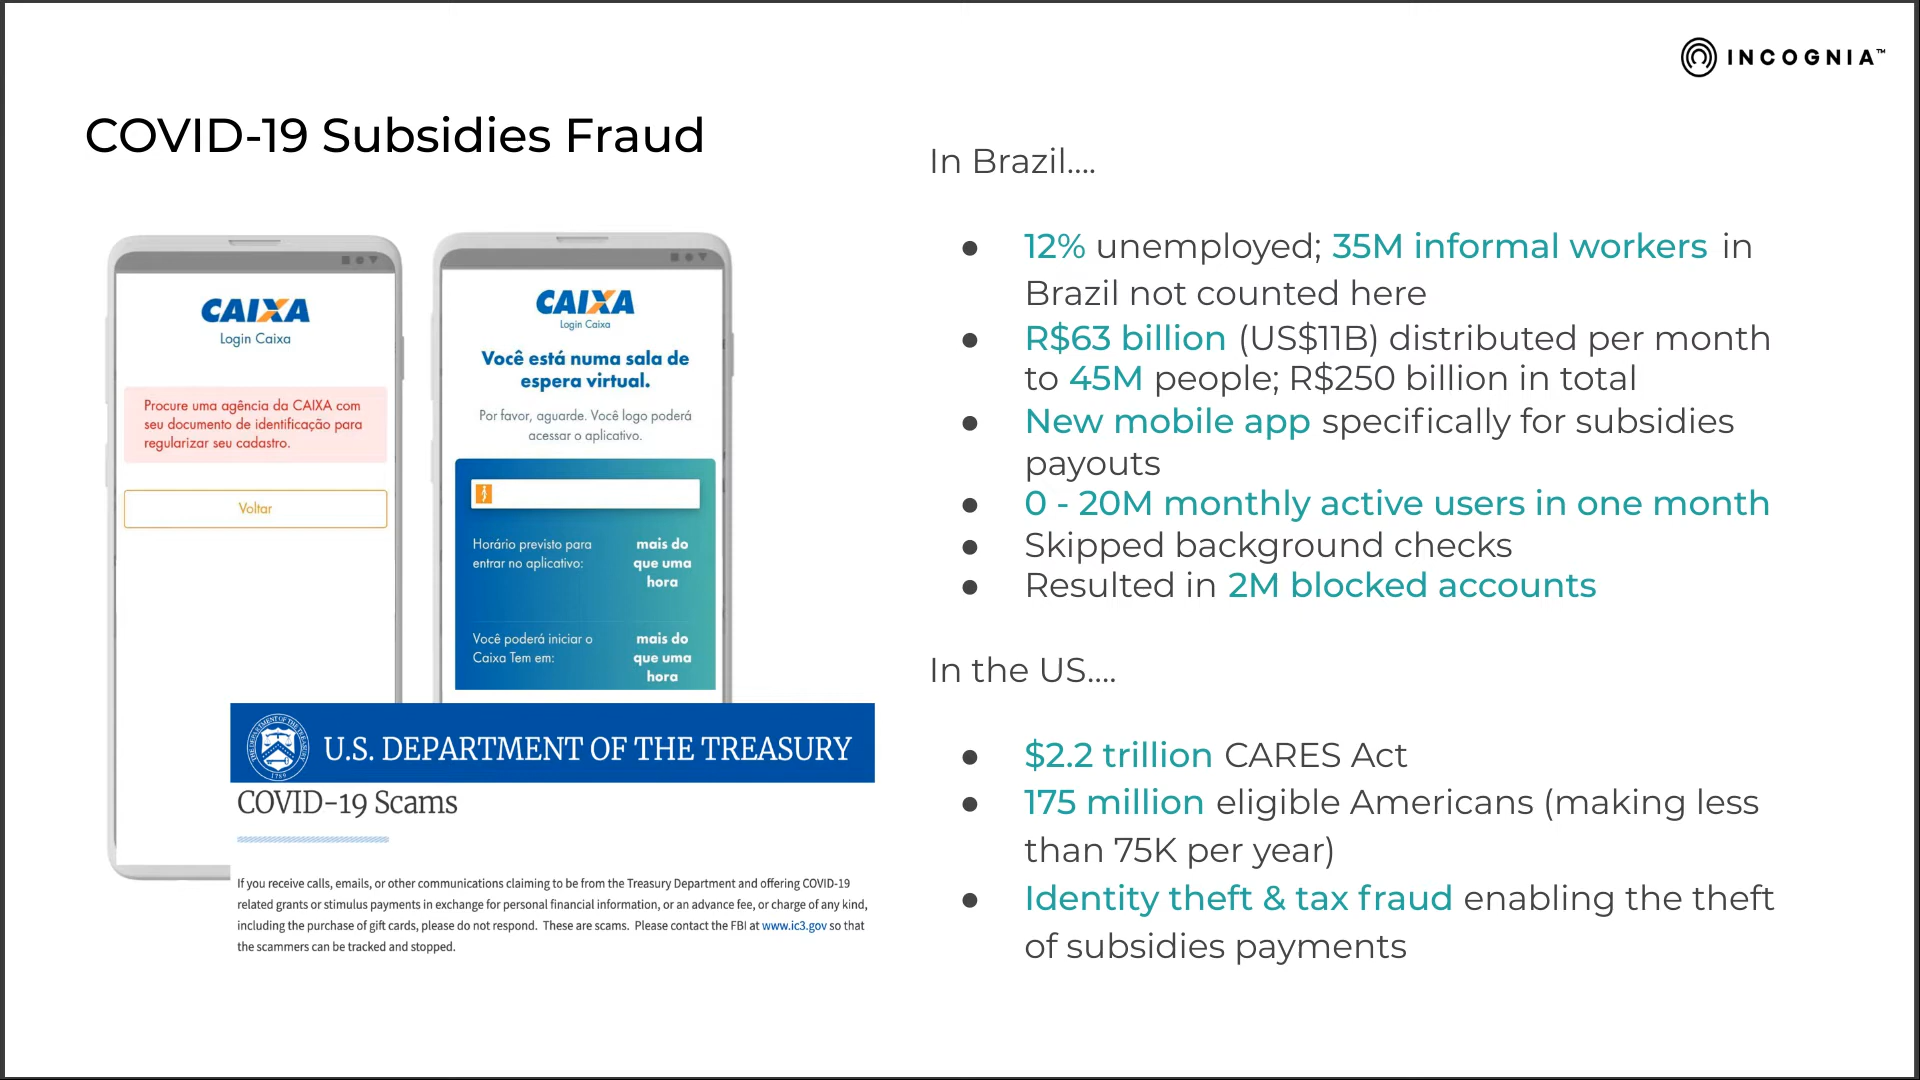 INCOGNIA™
COVID-19 Subsidies Fraud
CAIXA
Login Caixa
Procure uma agência da CAIXA com
seu documento de identificação para
regularizar seu cadastro.
Voltar
CAIXA
Login Caixa
Você está numa sala de
espera virtual.
Por favor, aguarde. Você logo poderá
acessar o aplicativo.
Horário previsto para
entrar no aplicativo:
mais do
que uma
hora
Você poderá iniciar o
Caixa Tem em:
mais do
que uma
hora
U.S. DEPARTMENT OF THE TREASURY
COVID-19 Scams
If you receive calls, emails, or other communications claiming to be from the Treasury Department and offering COVID-19
related grants or stimulus payments in exchange for personal financial information, or an advance fee, or charge of any kind,
including the purchase of gift cards, please do not respond. These are scams. Please contact the FBI at www.ic3.gov so that
the scammers can be tracked and stopped.
In Brazil....
● 12% unemployed; 35M informal workers in
Brazil not counted here
● R$63 billion (US$11B) distributed per month
to 45M people; R$250 billion in total
● New mobile app specifically for subsidies
payouts
● 0 - 20M monthly active users in one month
● Skipped background checks
● Resulted in 2M blocked accounts
In the US....
● $2.2 trillion CARES Act
● 175 million eligible Americans (making less
than 75K per year)
● Identity theft & tax fraud enabling the theft
of subsidies payments